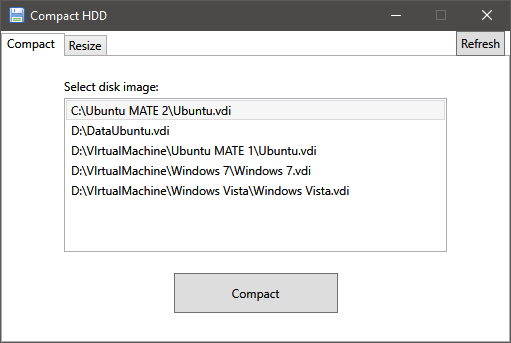 Compact HDD
Compact
Resize
Refresh
Select disk image:
C:\Ubuntu MATE 2\Ubuntu.vdi
D:\DataUbuntu.vdi
D:\VIrtualMachine\Ubuntu MATE 1\Ubuntu.vdi
D:\VIrtualMachine\Windows 7\Windows 7.vdi
D:\VIrtualMachine\Windows Vista\Windows Vista.vdi
Compact